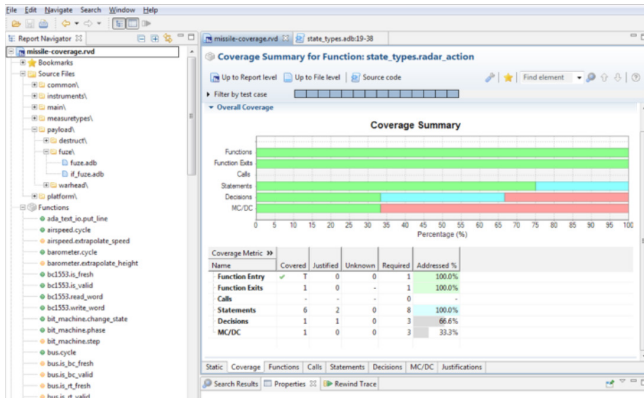 File Edit Navigate Search Window Help
Report Navigator
missile-coverage.rvd
Bookmarks
Source Files
common\
instruments\
main\
measuretypes\
payload\
destruct\
fuze\
fuze.adb
if_fuze.adb
warhead\
platform\
Functions
ada_text_io.put_line
airspeed.cycle
airspeed.extrapolate_speed
barometer.cycle
barometer.extrapolate_height
bc1553.is_fresh
bc1553.is_valid
bc1553.read_word
bc1553.write_word
bit_machine.change_state
bit_machine.phase
bit_machine.step
bus.cycle
bus.is_bc_fresh
bus.is_bc_valid
bus.is_rt_fresh
bus.is_rt_valid
missile-coverage.rvd state_types.adb:19-38
Coverage Summary for Function: state_types.radar_action
Up to Report level Up to File level Source code Find element
Filter by test case
Overall Coverage
Coverage Summary
Functions
Function Exits
Calls
Statements
Decisions
MC/DC
0 5 10 15 20 25 30 35 40 45 50 55 60 65 70 75 80 85 90 95 100
Percentage (%)
Coverage Metric »
Name Covered Justified Unknown Required Addressed %
Function Entry ✓ T 0 0 1 100.0%
Function Exits 1 0 - 1 100.0%
Calls - - - 0 -
Statements 6 2 0 8 100.0%
Decisions 1 1 0 3 66.6%
MC/DC 1 0 0 3 33.3%
Static Coverage Functions Calls Statements Decisions MC/DC Justifications
Search Results Properties Rewind Trace